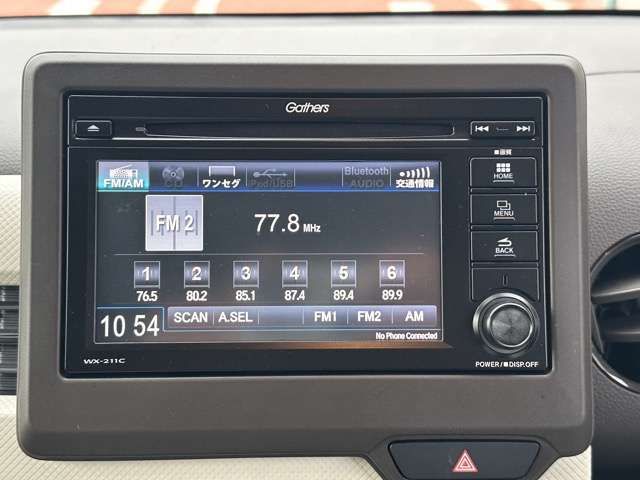 Gathers
FM/AM CD ワンセグ iPod/USB Bluetooth AUDIO 交通情報
■画質
HOME
FM 2 77.8 MHz
MENU
BACK
1 2 3 4 5 6
76.5 80.2 85.1 87.4 89.4 89.9
10 54 SCAN A.SEL FM1 FM2 AM
No Phone Connected
WX-211C
POWER/■DISP.OFF